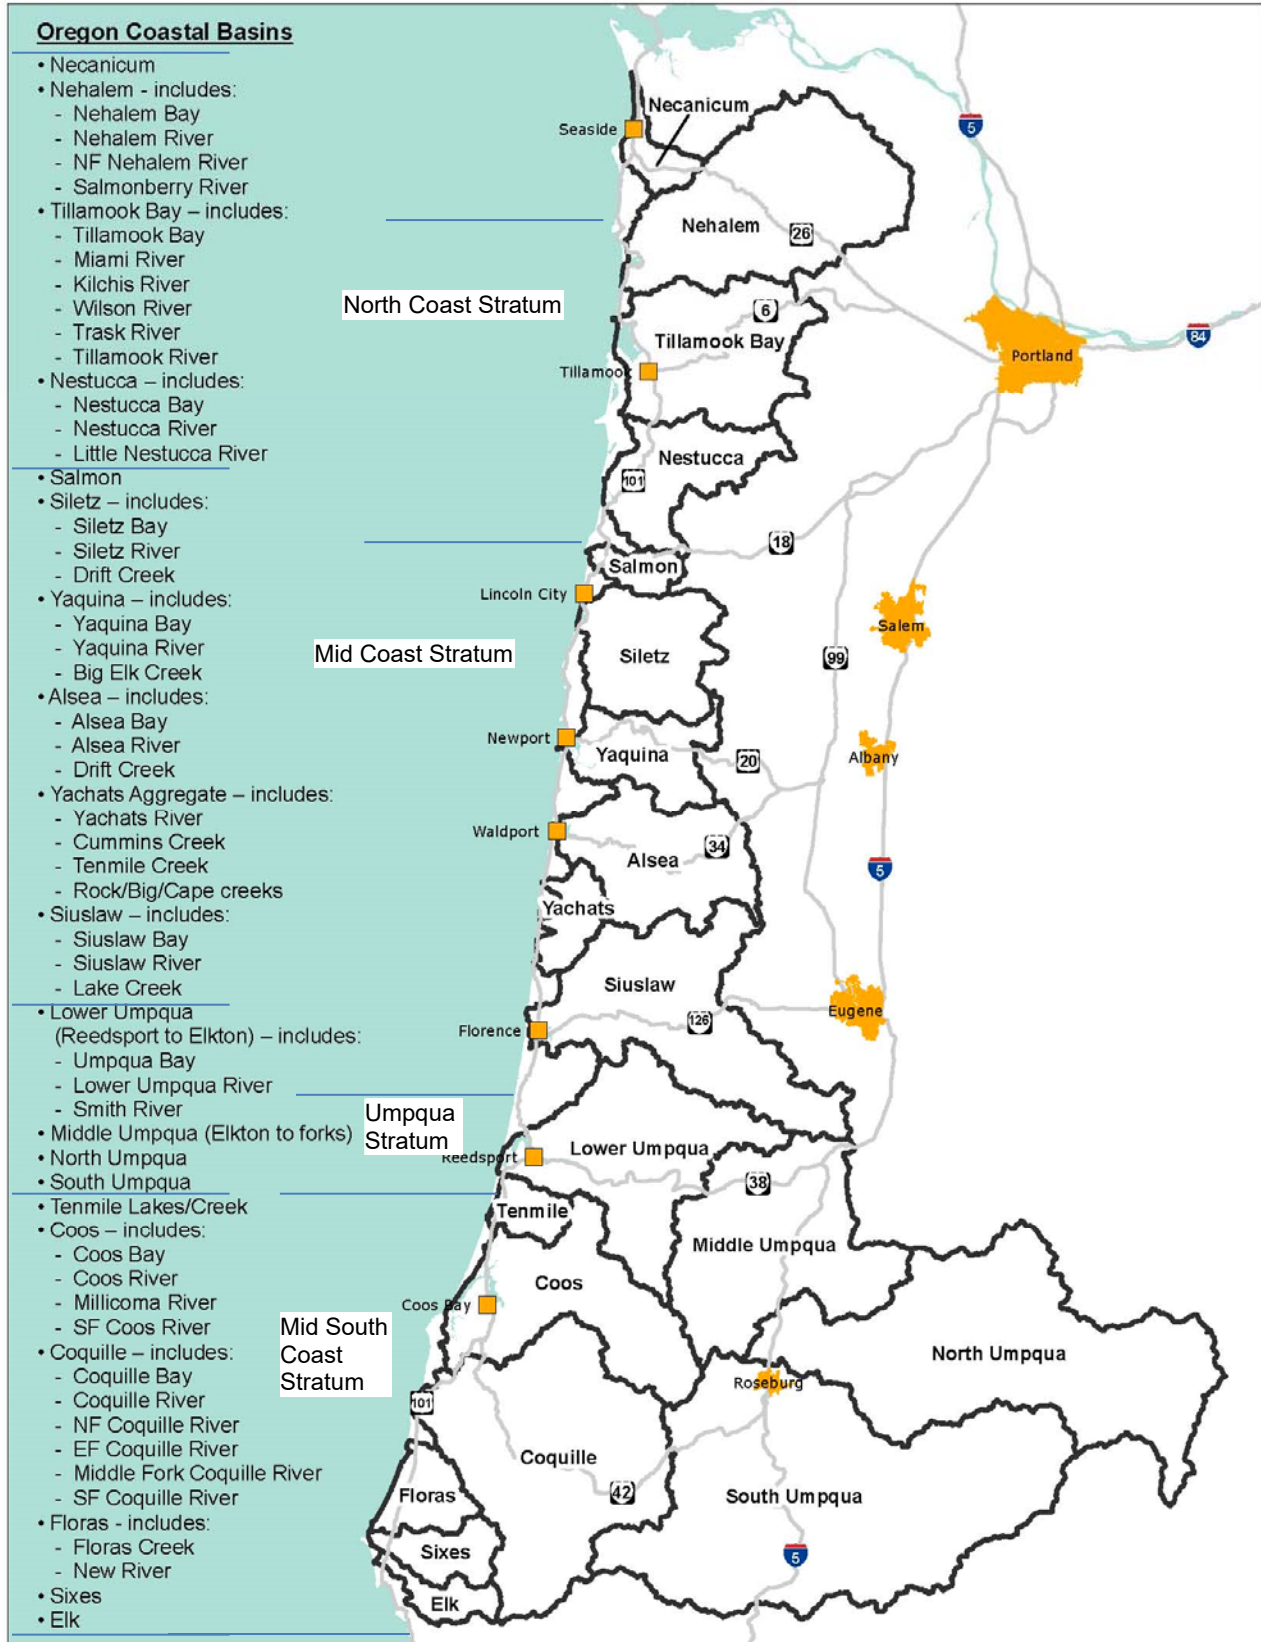 Oregon Coastal Basins
• Necanicum
• Nehalem - includes:
- Nehalem Bay
- Nehalem River
- NF Nehalem River
- Salmonberry River
• Tillamook Bay – includes:
- Tillamook Bay
- Miami River
- Kilchis River
- Wilson River
- Trask River
- Tillamook River
• Nestucca – includes:
- Nestucca Bay
- Nestucca River
- Little Nestucca River
• Salmon
• Siletz – includes:
- Siletz Bay
- Siletz River
- Drift Creek
• Yaquina – includes:
- Yaquina Bay
- Yaquina River
- Big Elk Creek
• Alsea – includes:
- Alsea Bay
- Alsea River
- Drift Creek
• Yachats Aggregate – includes:
- Yachats River
- Cummins Creek
- Tenmile Creek
- Rock/Big/Cape creeks
• Siuslaw – includes:
- Siuslaw Bay
- Siuslaw River
- Lake Creek
• Lower Umpqua
(Reedsport to Elkton) – includes:
- Umpqua Bay
- Lower Umpqua River
- Smith River
• Middle Umpqua (Elkton to forks)
• North Umpqua
• South Umpqua
• Tenmile Lakes/Creek
• Coos – includes:
- Coos Bay
- Coos River
- Millicoma River
- SF Coos River
• Coquille – includes:
- Coquille Bay
- Coquille River
- NF Coquille River
- EF Coquille River
- Middle Fork Coquille River
- SF Coquille River
• Floras - includes:
- Floras Creek
- New River
• Sixes
• Elk
North Coast Stratum
Mid Coast Stratum
Umpqua
Stratum
Mid South
Coast
Stratum
Necanicum
Seaside
5
Nehalem
26
6
Tillamook Bay
84
Portland
Tillamook
Nestucca
101
18
Salmon
Lincoln City
Salem
Siletz
99
Newport
Yaquina
20
Albany
Waldport
34
Alsea
5
Yachats
Siuslaw
Eugene
126
Florence
Lower Umpqua
Reedsport
38
Tenmile
Middle Umpqua
Coos
Coos Bay
North Umpqua
Roseburg
101
Coquille
42
Floras
South Umpqua
Sixes
5
Elk